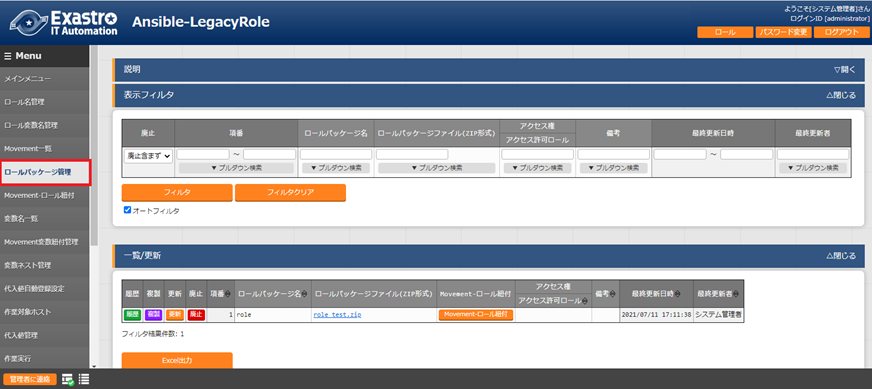 Exastro
IT Automation
Ansible-LegacyRole
ようこそ[システム管理者]さん
ログインID [administrator]
ロール
パスワード変更
ログアウト
Menu
メインメニュー
ロール名管理
ロール変数名管理
Movement一覧
ロールパッケージ管理
Movement-ロール紐付
変数名一覧
Movement変数紐付管理
変数ネスト管理
代入値自動登録設定
作業対象ホスト
代入値管理
作業実行
管理者に連絡
説明
▽開く
表示フィルタ
△閉じる
廃止
項番
ロールパッケージ名
ロールパッケージファイル(ZIP形式)
アクセス権
アクセス許可ロール
備考
最終更新日時
最終更新者
廃止含まず
～
～
▼ プルダウン検索
▼ プルダウン検索
▼ プルダウン検索
▼ プルダウン検索
▼ プルダウン検索
▼ プルダウン検索
フィルタ
フィルタクリア
オートフィルタ
一覧/更新
△閉じる
履歴
複製
更新
廃止
項番
ロールパッケージ名
ロールパッケージファイル(ZIP形式)
Movement-ロール紐付
アクセス権
アクセス許可ロール
備考
最終更新日時
最終更新者
履歴
複製
更新
廃止
1
role
role_test.zip
Movement-ロール紐付
2021/07/11 17:11:38
システム管理者
フィルタ結果件数: 1
Excel出力